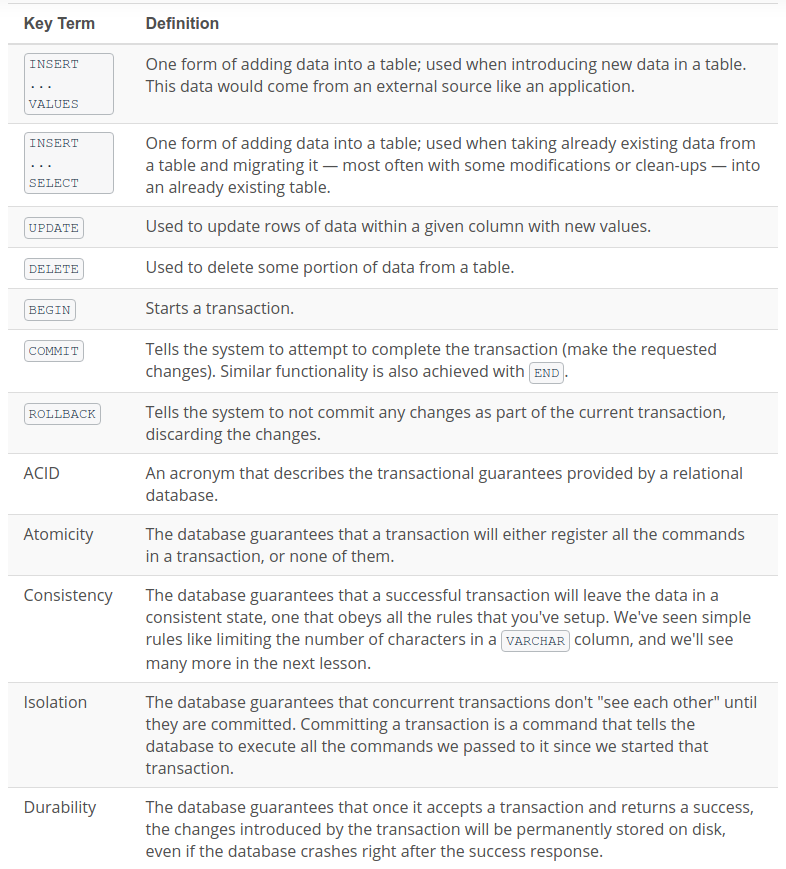 Key Term Definition
INSERT
...
VALUES
One form of adding data into a table; used when introducing new data in a table.
This data would come from an external source like an application.
INSERT
...
SELECT
One form of adding data into a table; used when taking already existing data from
a table and migrating it — most often with some modifications or clean-ups — into
an already existing table.
UPDATE Used to update rows of data within a given column with new values.
DELETE Used to delete some portion of data from a table.
BEGIN Starts a transaction.
COMMIT Tells the system to attempt to complete the transaction (make the requested
changes). Similar functionality is also achieved with END.
ROLLBACK Tells the system to not commit any changes as part of the current transaction,
discarding the changes.
ACID An acronym that describes the transactional guarantees provided by a relational
database.
Atomicity The database guarantees that a transaction will either register all the commands
in a transaction, or none of them.
Consistency The database guarantees that a successful transaction will leave the data in a
consistent state, one that obeys all the rules that you've setup. We've seen simple
rules like limiting the number of characters in a VARCHAR column, and we'll see
many more in the next lesson.
Isolation The database guarantees that concurrent transactions don't "see each other" until
they are committed. Committing a transaction is a command that tells the
database to execute all the commands we passed to it since we started that
transaction.
Durability The database guarantees that once it accepts a transaction and returns a success,
the changes introduced by the transaction will be permanently stored on disk,
even if the database crashes right after the success response.